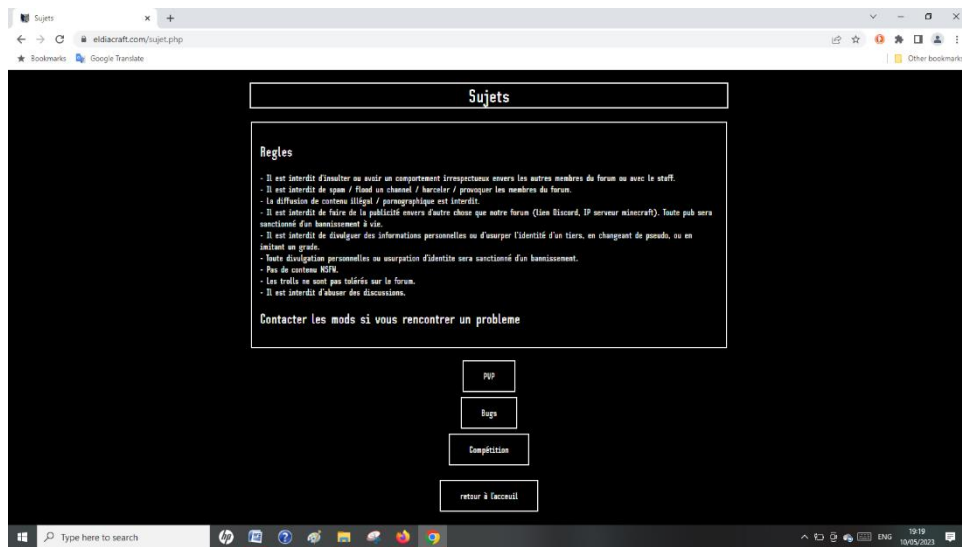 Sujets
eldiacraft.com/sujet.php
Bookmarks
Google Translate
Other bookmarks
Sujets
Regles
- Il est interdit d'insulter ou avoir un comportement irrespectueux envers les autres membres du forum ou avec le staff.
- Il est interdit de spam / flood un channel / harceler / provoquer les membres du forum.
- La diffusion de contenu illégal / pornographique est interdit.
- Il est interdit de faire de la publicité envers d'autre chose que notre forum (lien Discord, IP serveur minecraft). Toute pub sera
sanctionné d'un bannissement à vie.
- Il est interdit de divulguer des informations personnelles ou d'usurper l'identité d'un tiers, en changeant de pseudo, ou en
imitant un grade.
- Toute divulgation personnelles ou usurpation d'identite sera sanctionné d'un bannissement.
- Pas de contenu NSFW.
- Les trolls ne sont pas tolérés sur le forum.
- Il est interdit d'abuser des discussions.
Contacter les mods si vous rencontrer un probleme
PVP
Bugs
Compétition
retour à l'acceuil
Type here to search
ENG
19:19
10/05/2023